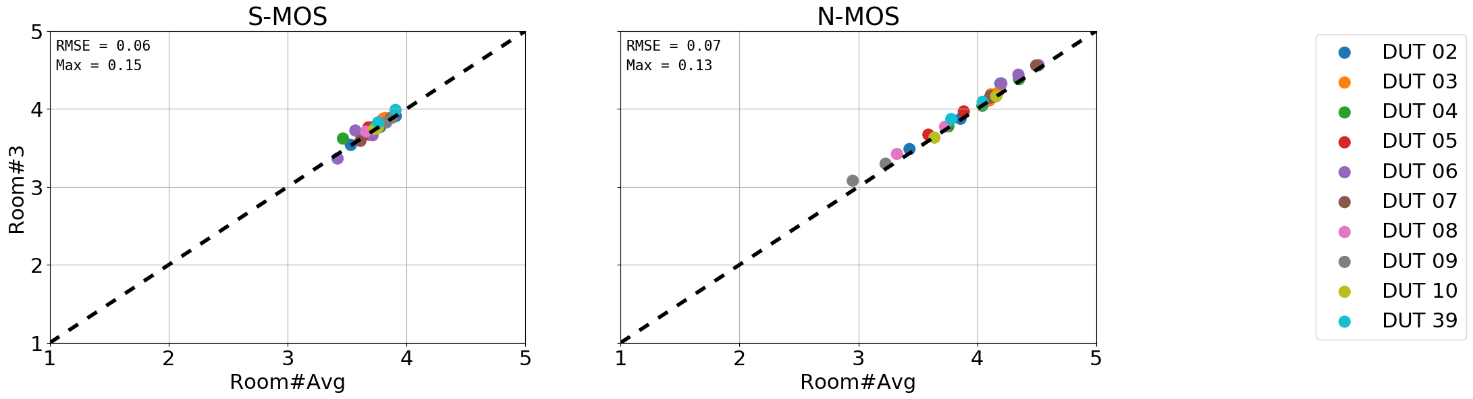 S-MOS
RMSE = 0.06
Max = 0.15
5
4
3
2
1
Room#3
1 2 3 4 5
Room#Avg
N-MOS
RMSE = 0.07
Max = 0.13
1 2 3 4 5
Room#Avg
DUT 02
DUT 03
DUT 04
DUT 05
DUT 06
DUT 07
DUT 08
DUT 09
DUT 10
DUT 39